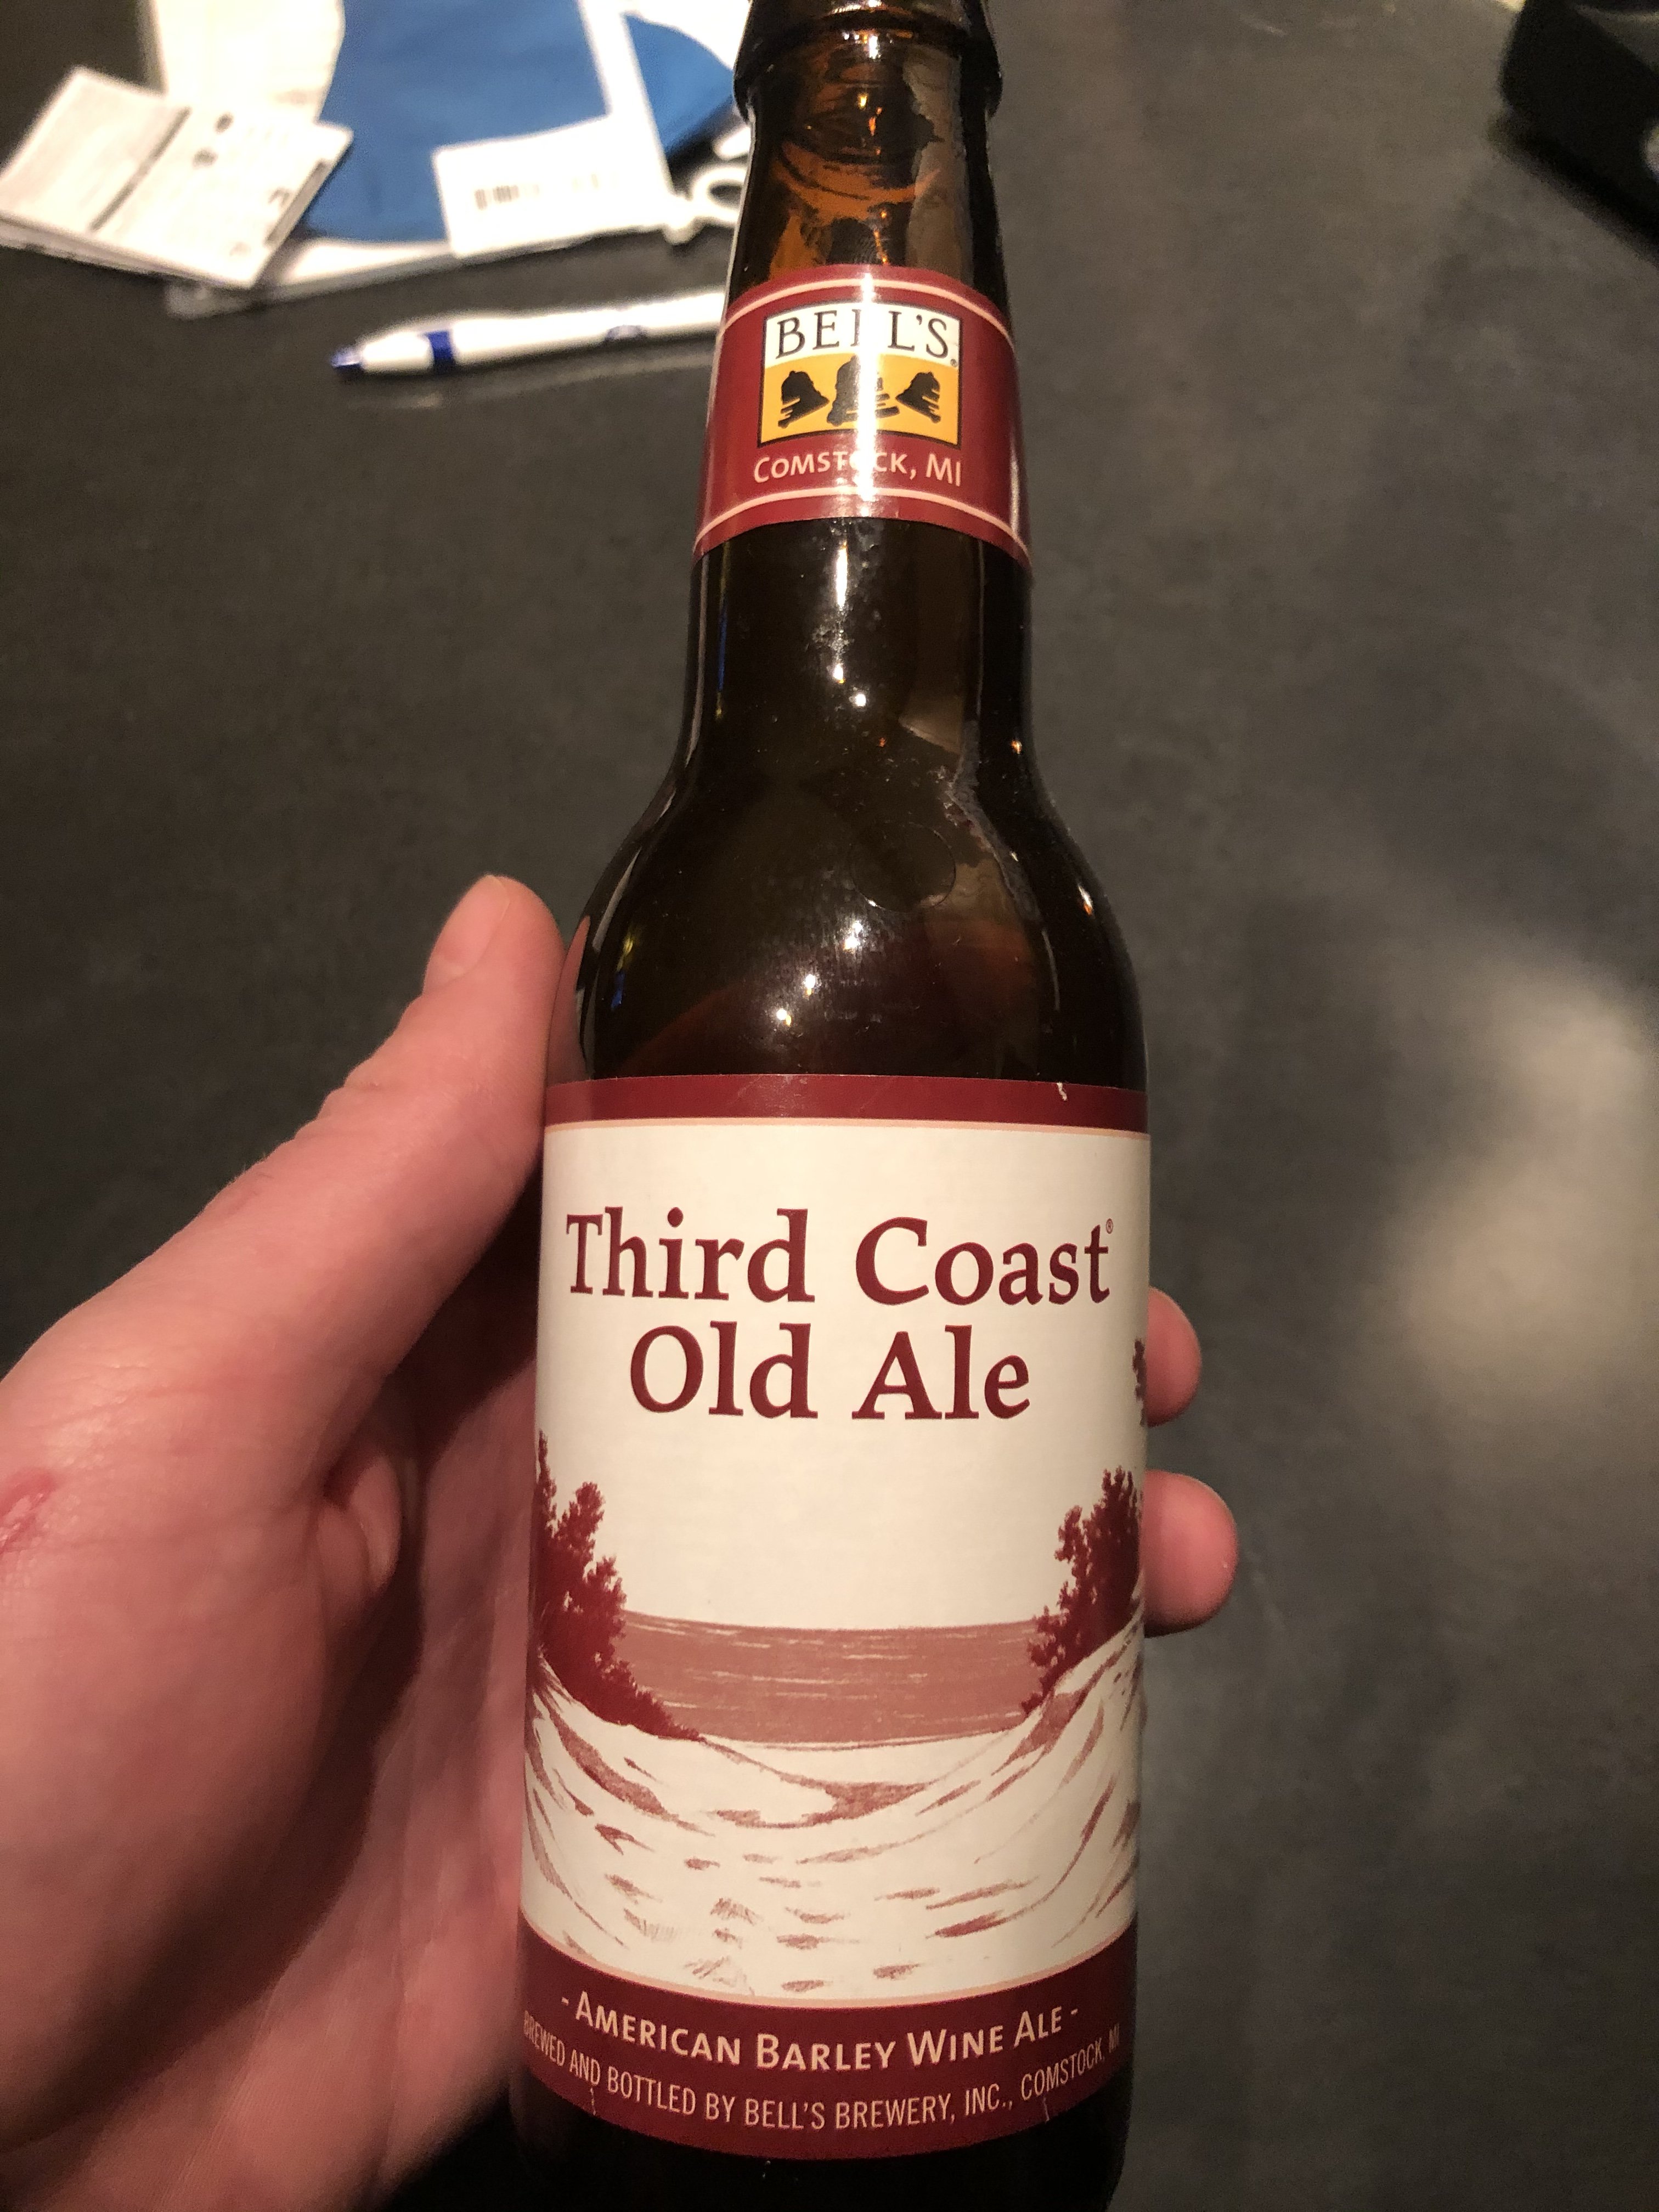 BELL'S
COMSTOCK, MI
Third Coast®
Old Ale
- AMERICAN BARLEY WINE ALE -
BREWED AND BOTTLED BY BELL'S BREWERY, INC., COMSTOCK, MI